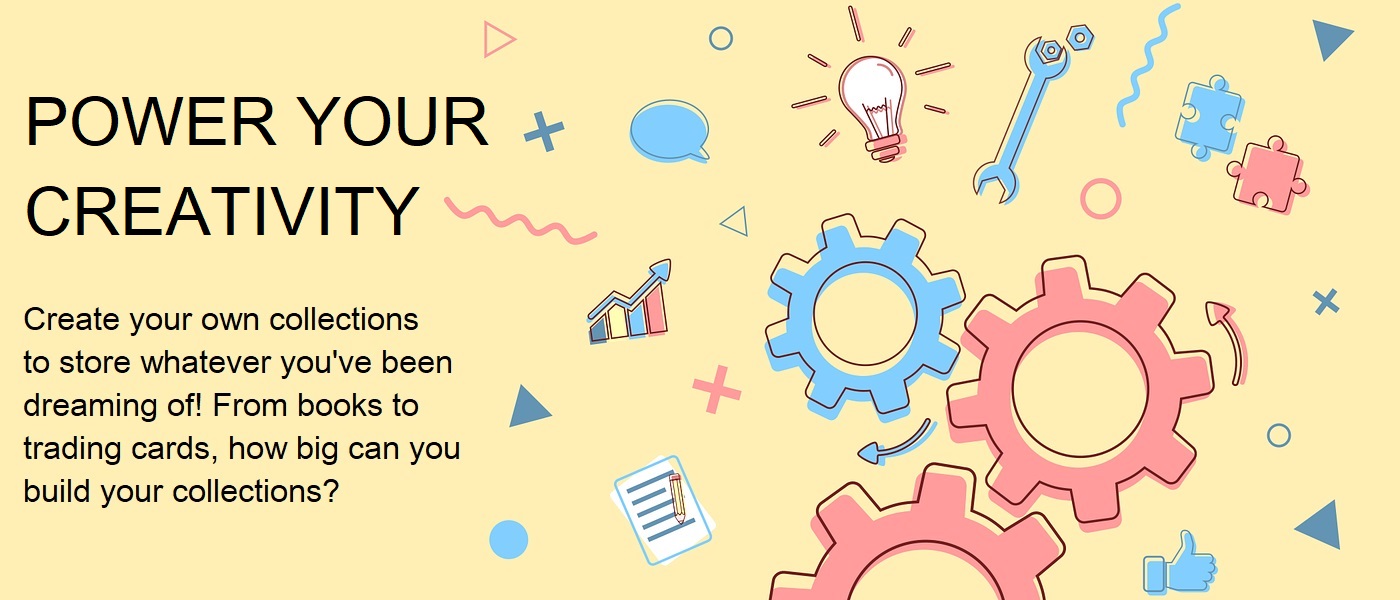 POWER YOUR
CREATIVITY
Create your own collections
to store whatever you've been
dreaming of! From books to
trading cards, how big can you
build your collections?